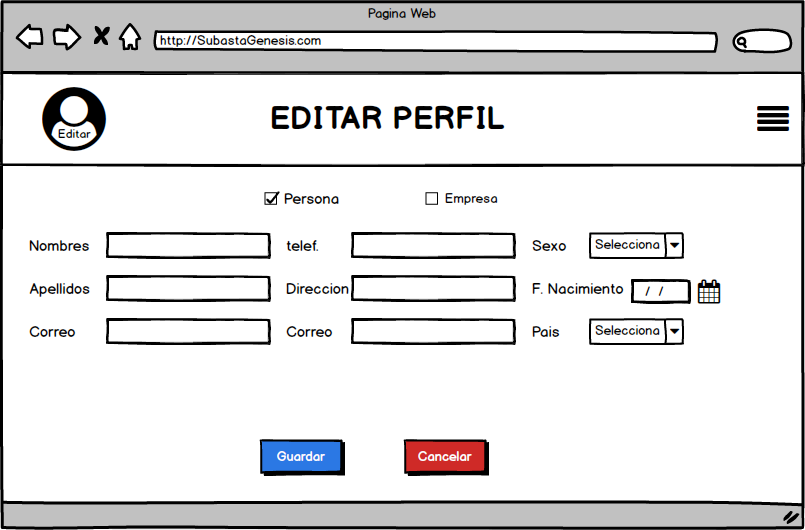 Pagina Web
http://SubastaGenesis.com
Editar
EDITAR PERFIL
Persona
Empresa
Nombres
telef.
Sexo
Selecciona
Apellidos
Direccion
F. Nacimiento
/ /
Correo
Correo
Pais
Selecciona
Guardar
Cancelar